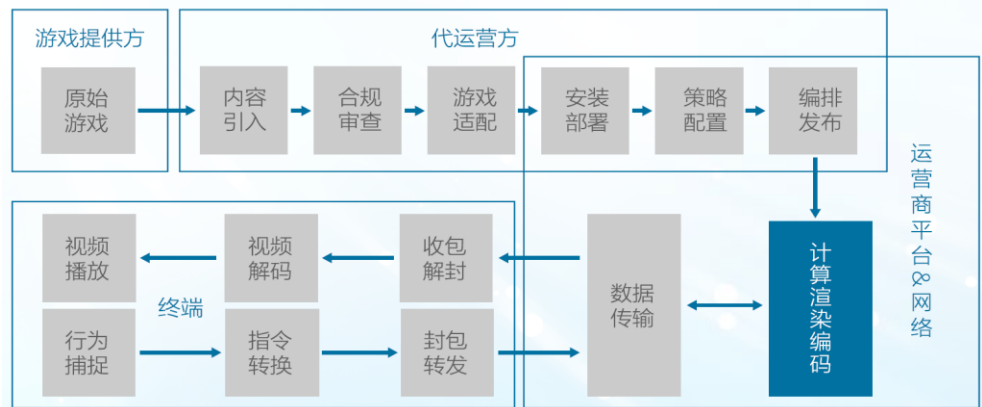 游戏提供方
代运营方
原始
游戏
内容
引入
合规
审查
游戏
适配
安装
部署
策略
配置
编排
发布
运营商平台&网络
视频
播放
视频
解码
收包
解封
数据
传输
计算渲染编码
终端
行为
捕捉
指令
转换
封包
转发